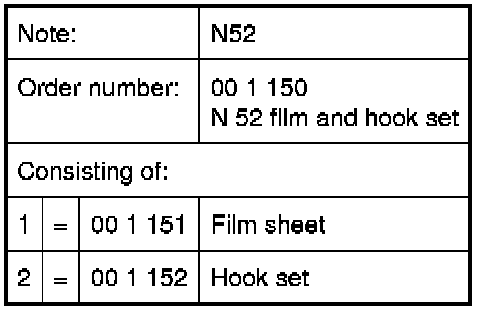 Note: N52
Order number: 00 1 150
N 52 film and hook set
Consisting of:
1 = 00 1 151 Film sheet
2 = 00 1 152 Hook set